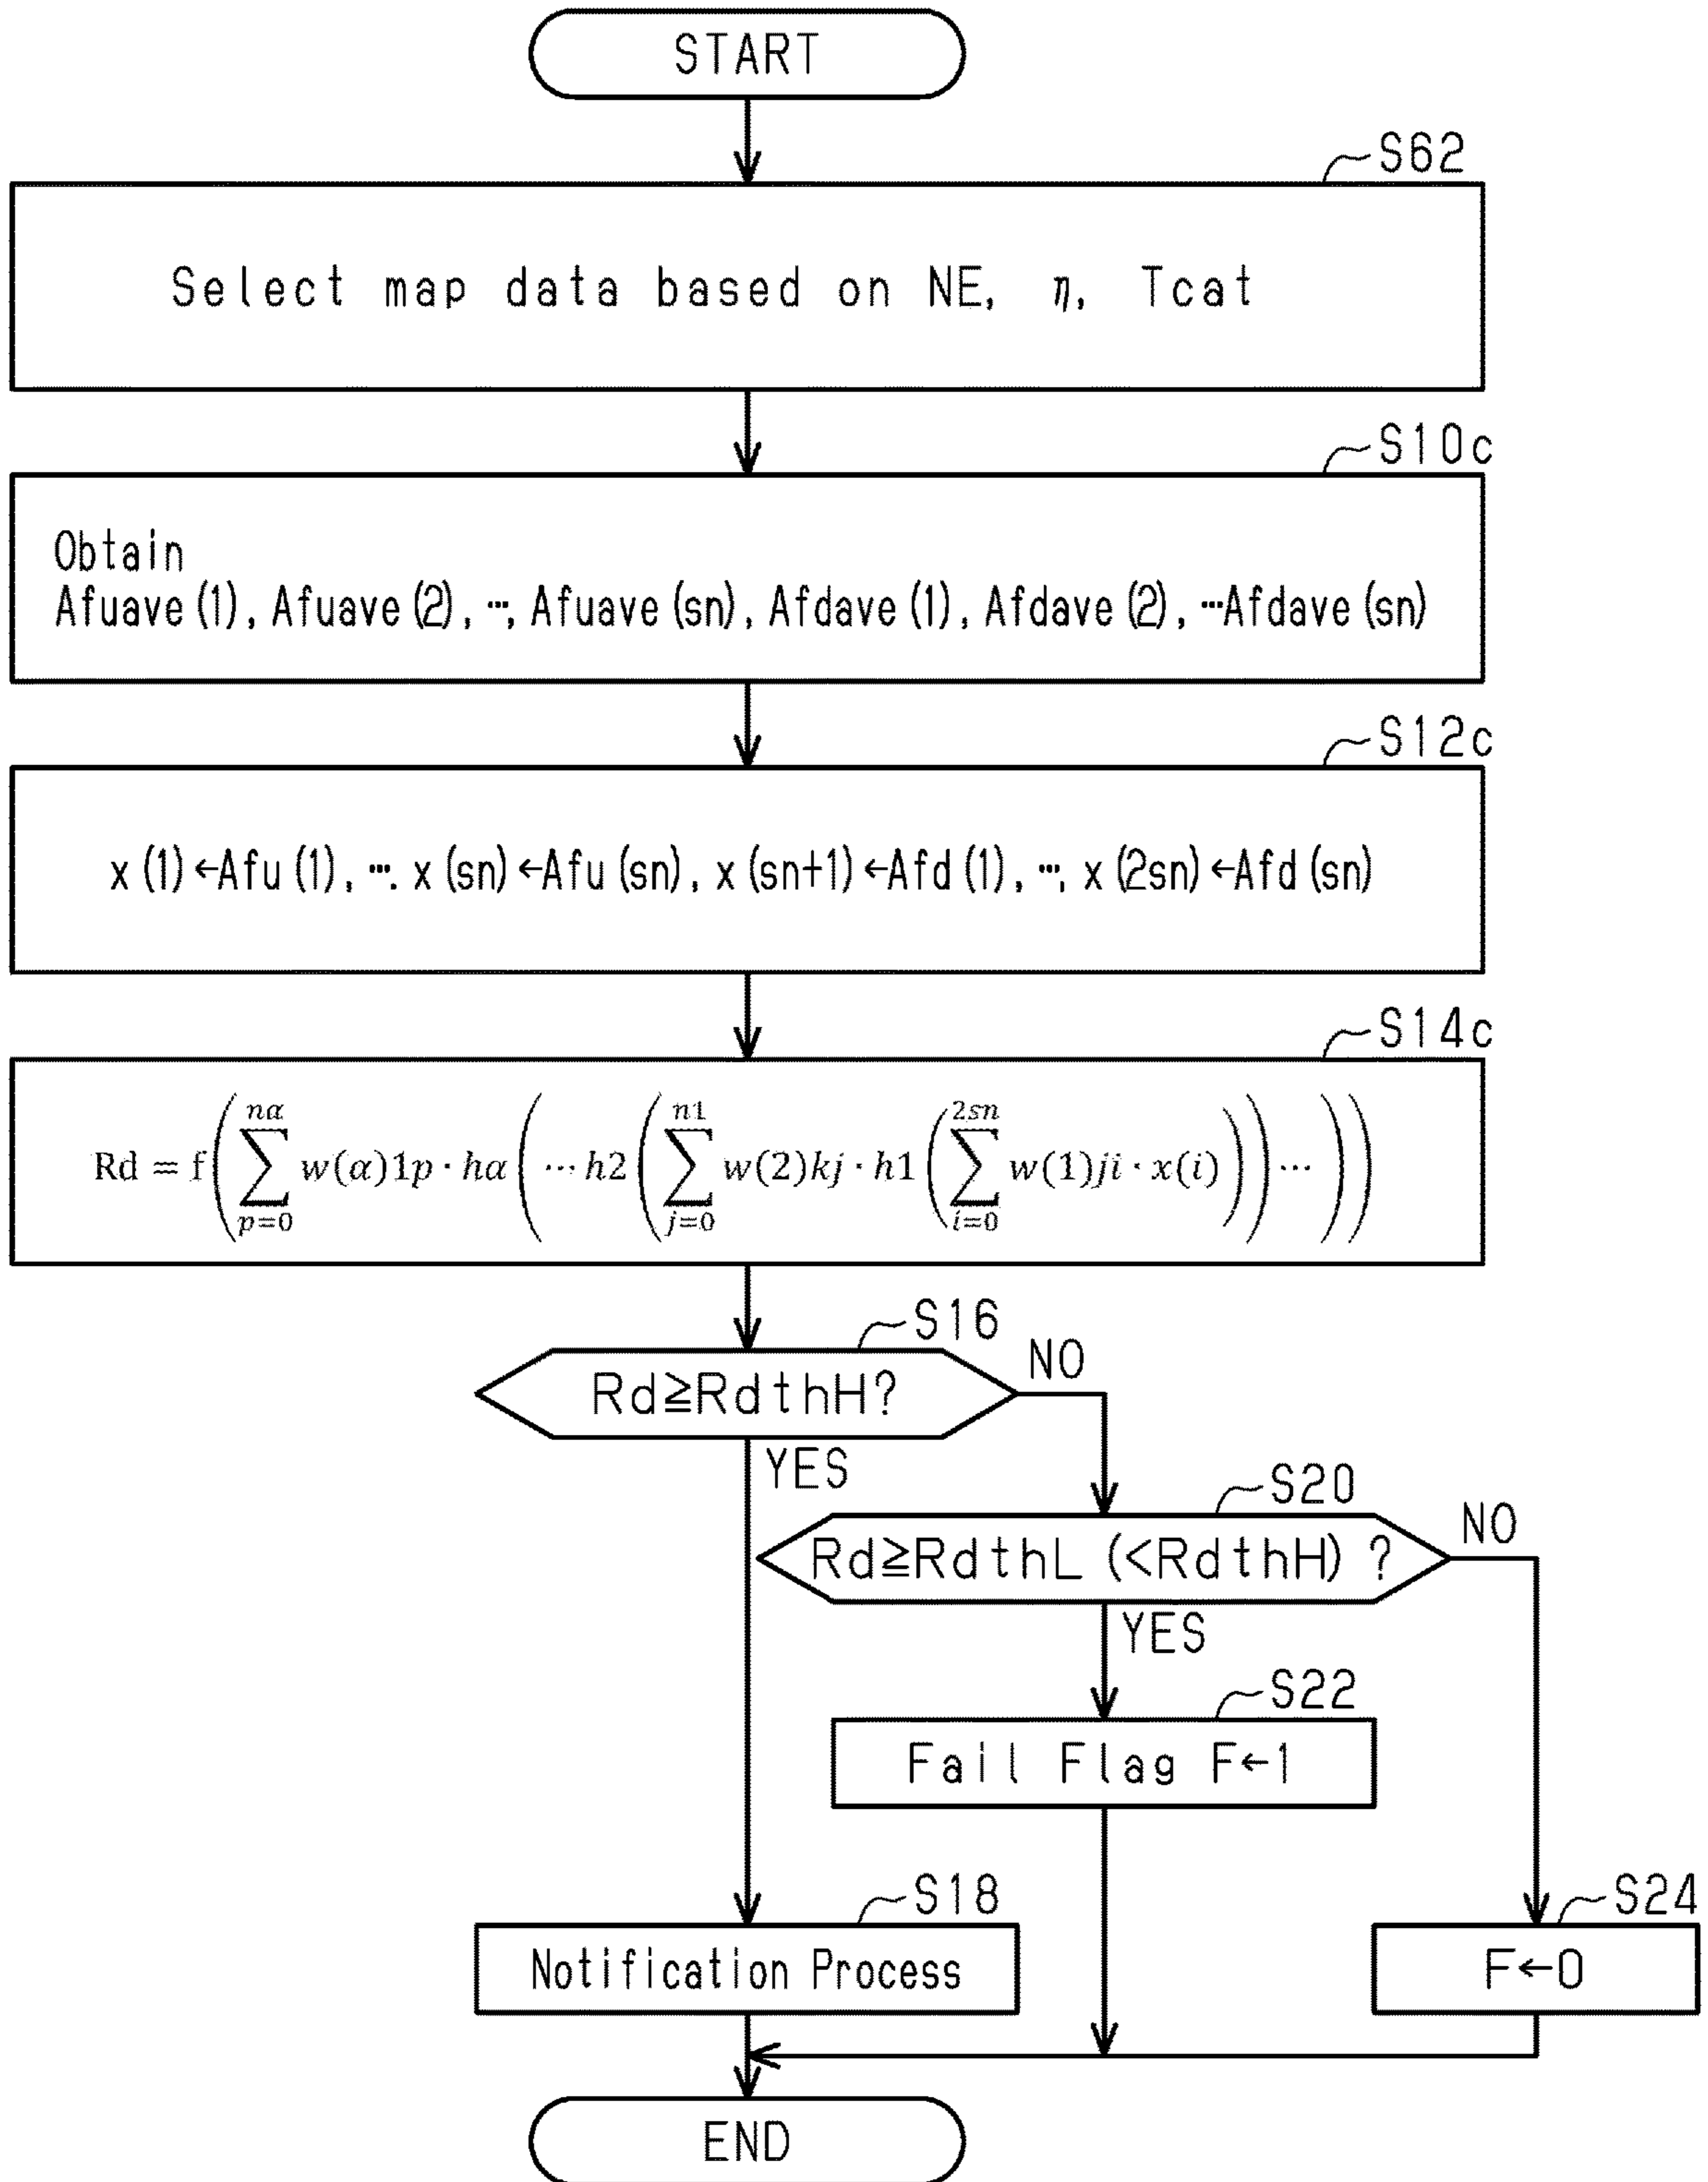 START
S62
Select map data based on NE, η, Tcat
S10c
Obtain
Afuave (1), Afuave (2), …, Afuave (sn), Afdave (1), Afdave (2), …Afdave (sn)
S12c
x (1) ←Afu (1), …. x (sn) ←Afu (sn), x (sn+1) ←Afd (1), …, x (2sn) ←Afd (sn)
S14c
Rd = f(∑_{p=0}^{nα} w(α)1p · hα(⋯ h2(∑_{j=0}^{n1} w(2)kj · h1(∑_{i=0}^{2sn} w(1)ji · x(i)))⋯))
S16
Rd≧RdthH?
NO
YES
S20
Rd≧RdthL (<RdthH) ?
NO
YES
S22
Fail Flag F←1
S18
Notification Process
S24
F←0
END